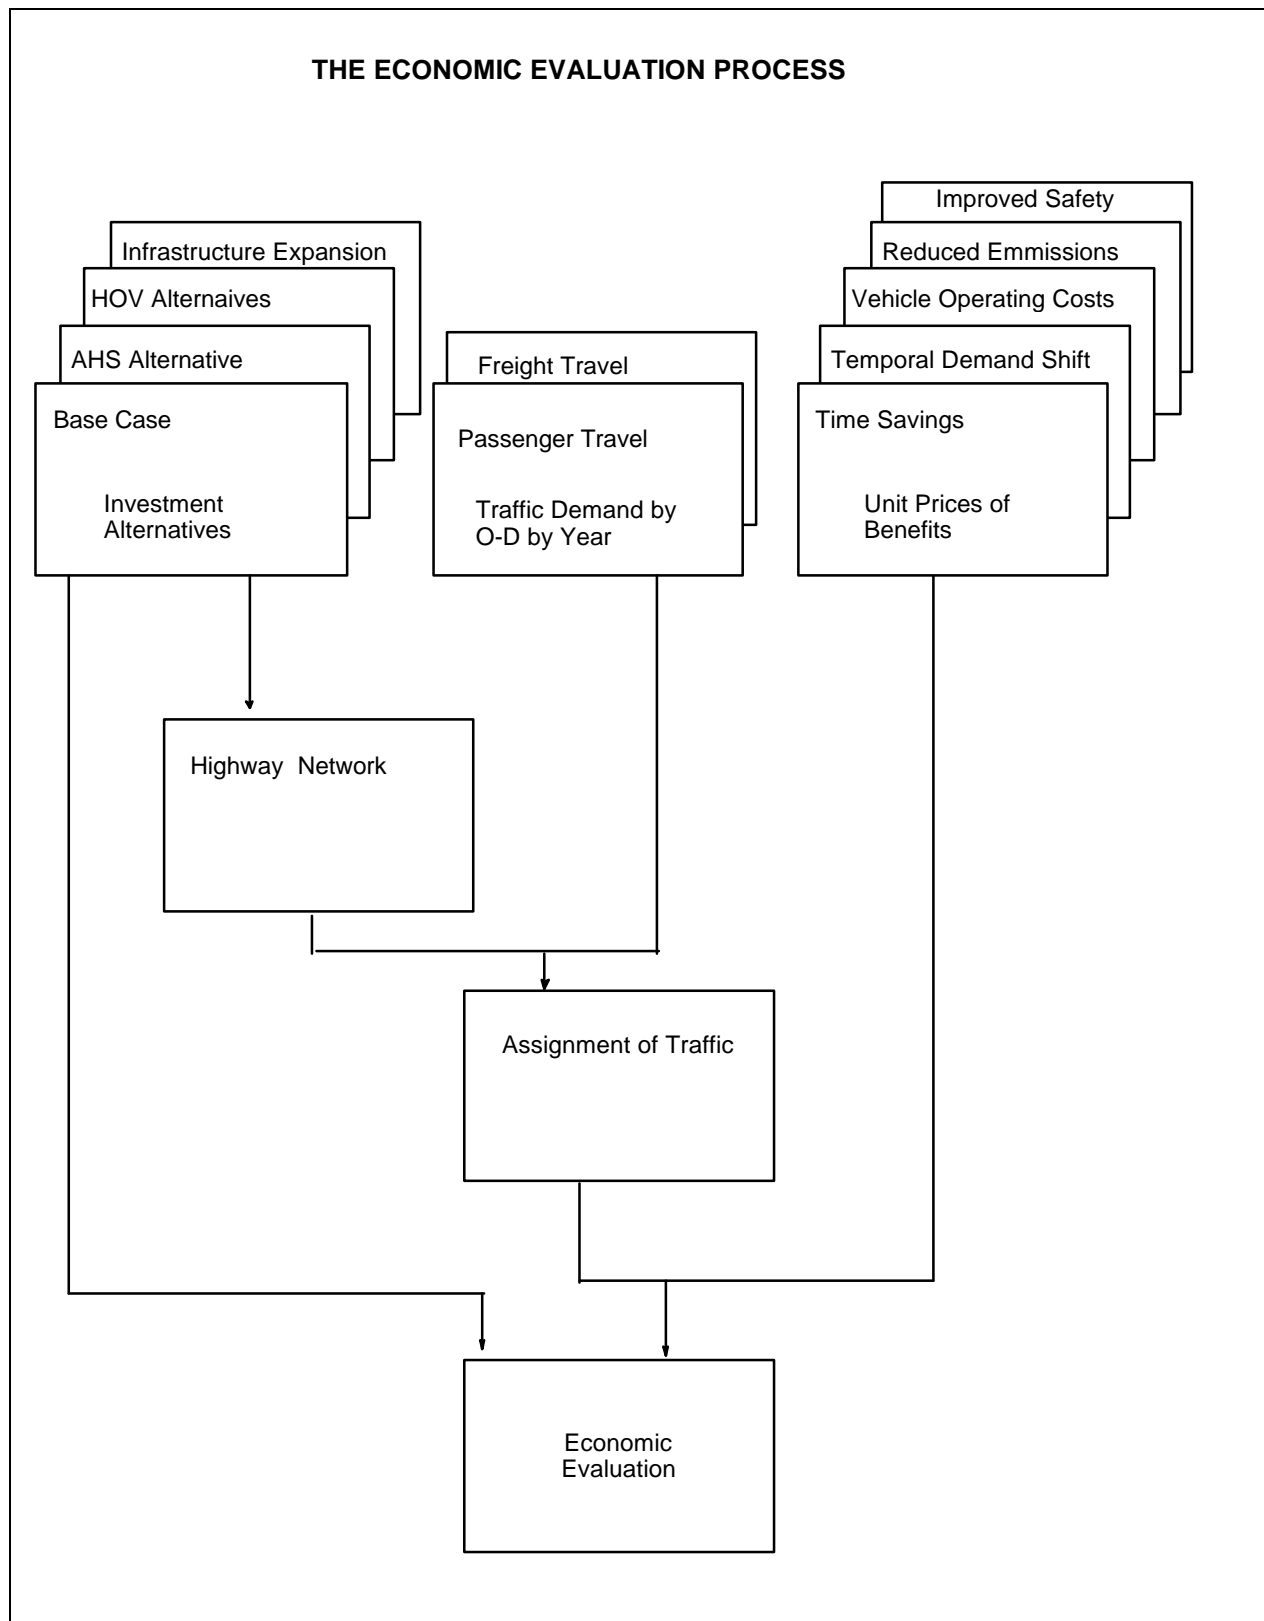 THE ECONOMIC EVALUATION PROCESS
Infrastructure Expansion
HOV Alternaives
AHS Alternative
Base Case
Investment
Alternatives
Freight Travel
Passenger Travel
Traffic Demand by
O-D by Year
Improved Safety
Reduced Emmissions
Vehicle Operating Costs
Temporal Demand Shift
Time Savings
Unit Prices of
Benefits
Highway Network
Assignment of Traffic
Economic
Evaluation